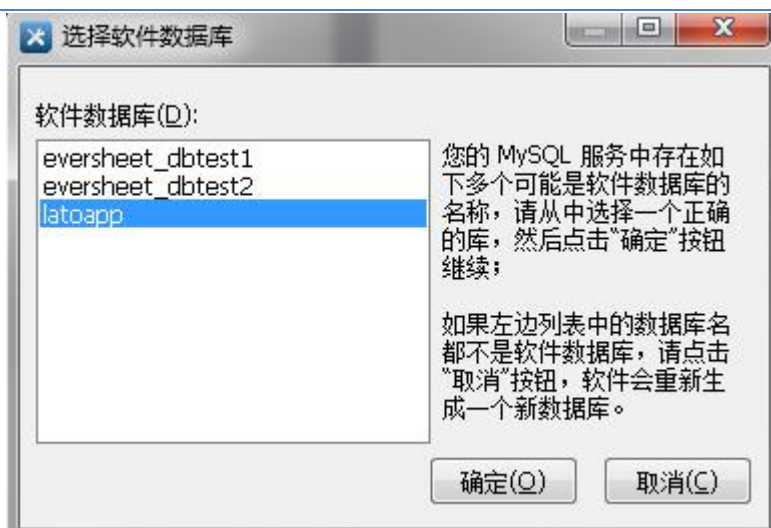 选择软件数据库
软件数据库(D):
eversheet_dbtest1
eversheet_dbtest2
latoapp
您的 MySQL 服务中存在如
下多个可能是软件数据库的
名称，请从中选择一个正确
的库，然后点击"确定"按钮
继续；
如果左边列表中的数据库名
都不是软件数据库，请点击
"取消"按钮，软件会重新生
成一个新数据库。
确定(O)
取消(C)